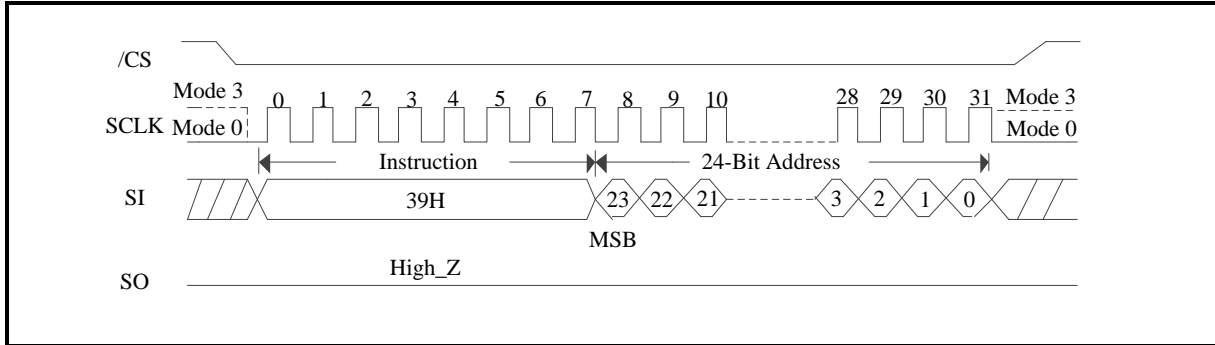 /CS
Mode 3 0 1 2 3 4 5 6 7 8 9 10 28 29 30 31 Mode 3
SCLK Mode 0 Mode 0
Instruction 24-Bit Address
SI 39H 23 22 21 3 2 1 0
MSB
High_Z
SO